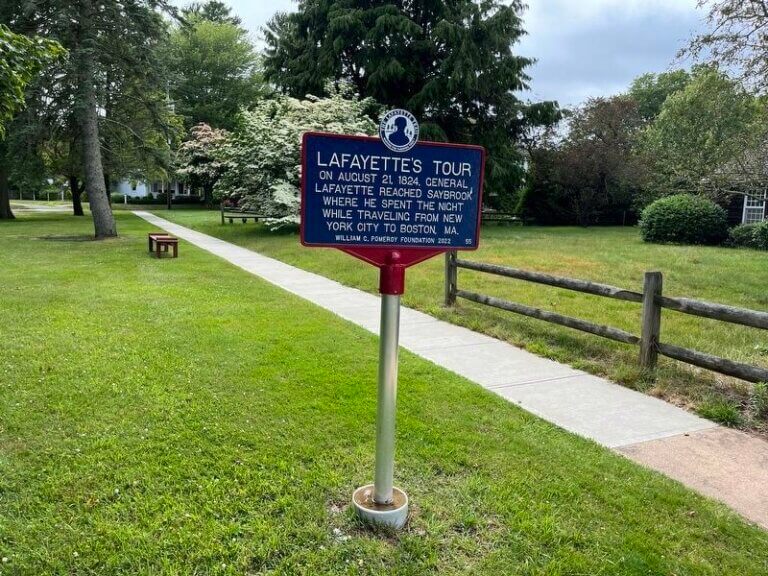 LAFAYETTE'S TOUR
ON AUGUST 21, 1824, GENERAL
LAFAYETTE REACHED SAYBROOK
WHERE HE SPENT THE NIGHT
WHILE TRAVELING FROM NEW
YORK CITY TO BOSTON, MA.
WILLIAM C. POMEROY FOUNDATION 2022 55